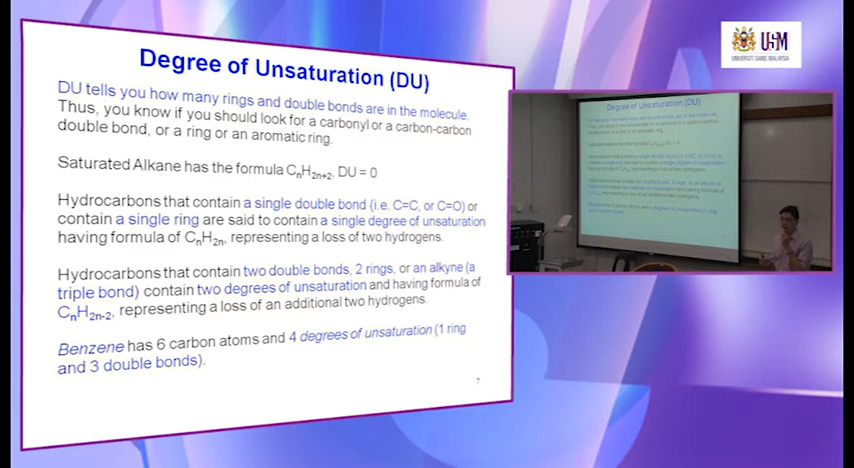 Degree of Unsaturation (DU)
DU tells you how many rings and double bonds are in the molecule.
Thus, you know if you should look for a carbonyl or a carbon-carbon
double bond, or a ring or an aromatic ring.
Saturated Alkane has the formula CnH2n+2, DU = 0
Hydrocarbons that contain a single double bond (i.e. C=C, or C=O) or
contain a single ring are said to contain a single degree of unsaturation
having formula of CnH2n, representing a loss of two hydrogens.
Hydrocarbons that contain two double bonds, 2 rings, or an alkyne (a
triple bond) contain two degrees of unsaturation and having formula of
CnH2n-2, representing a loss of an additional two hydrogens.
Benzene has 6 carbon atoms and 4 degrees of unsaturation (1 ring
and 3 double bonds).
7
USM
UNIVERSITI SAINS MALAYSIA
Degree of Unsaturation (DU)